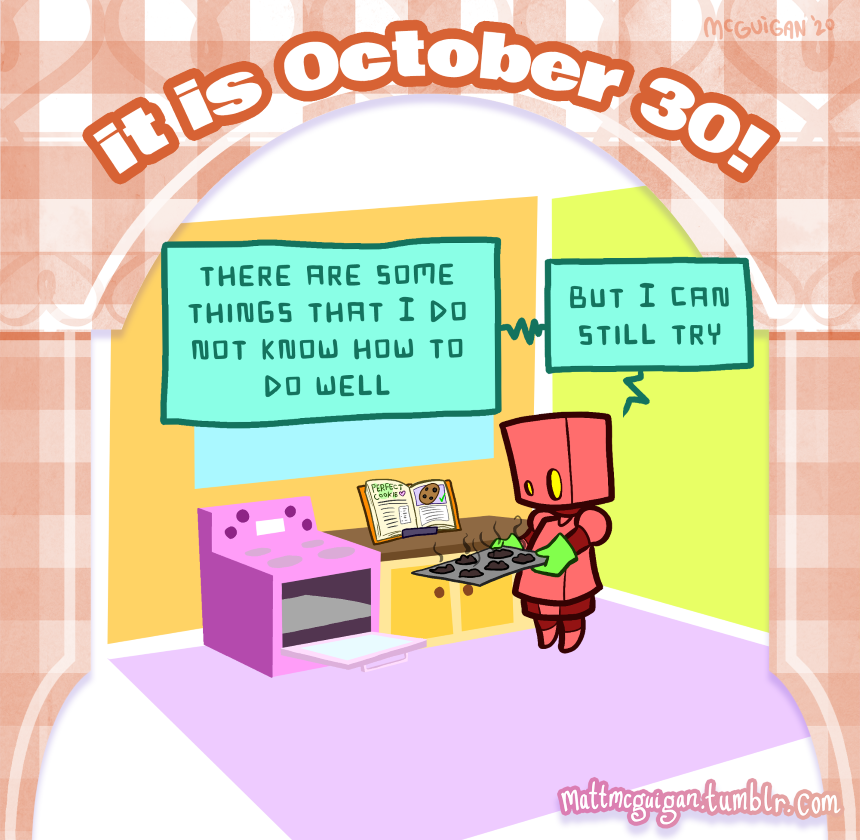 McGUiGAN '20
it is October 30!
THERE ARE SOME
THINGS THAT I DO
NOT KNOW HOW TO
DO WELL
BUT I CAN
STILL TRY
PERFECT
COOKIE
mattmcguigan.tumblr.com